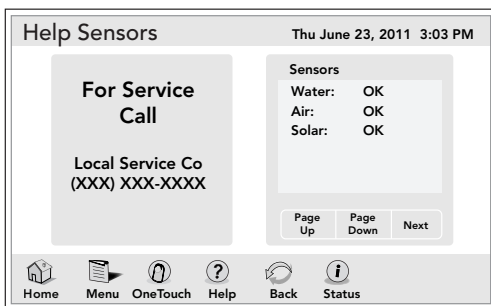 Help Sensors
Thu June 23, 2011 3:03 PM
For Service
Call
Local Service Co
(XXX) XXX-XXXX
Sensors
Water: OK
Air: OK
Solar: OK
Page Up
Page Down
Next
Home
Menu
OneTouch
Help
Back
Status